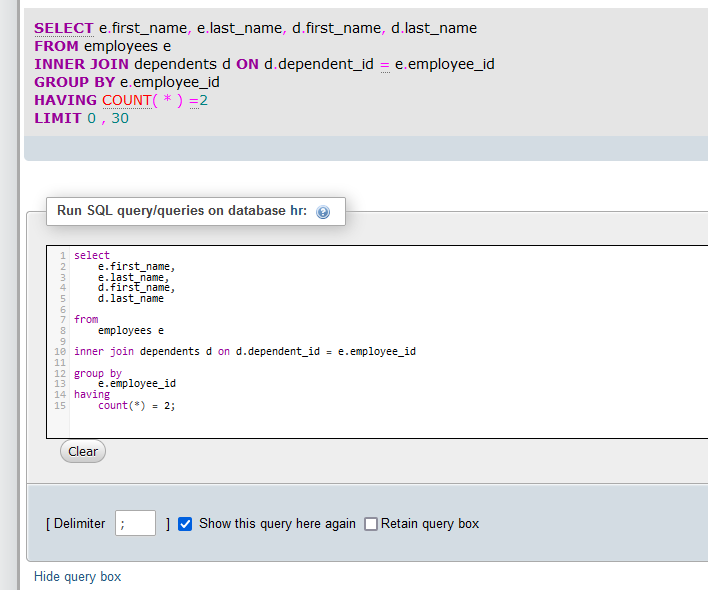 SELECT e.first_name, e.last_name, d.first_name, d.last_name
FROM employees e
INNER JOIN dependents d ON d.dependent_id = e.employee_id
GROUP BY e.employee_id
HAVING COUNT( * ) =2
LIMIT 0 , 30
Run SQL query/queries on database hr:
1 select
2 e.first_name,
3 e.last_name,
4 d.first_name,
5 d.last_name
6
7 from
8 employees e
9
10 inner join dependents d on d.dependent_id = e.employee_id
11
12 group by
13 e.employee_id
14 having
15 count(*) = 2;
Clear
[ Delimiter ; ] Show this query here again Retain query box
Hide query box